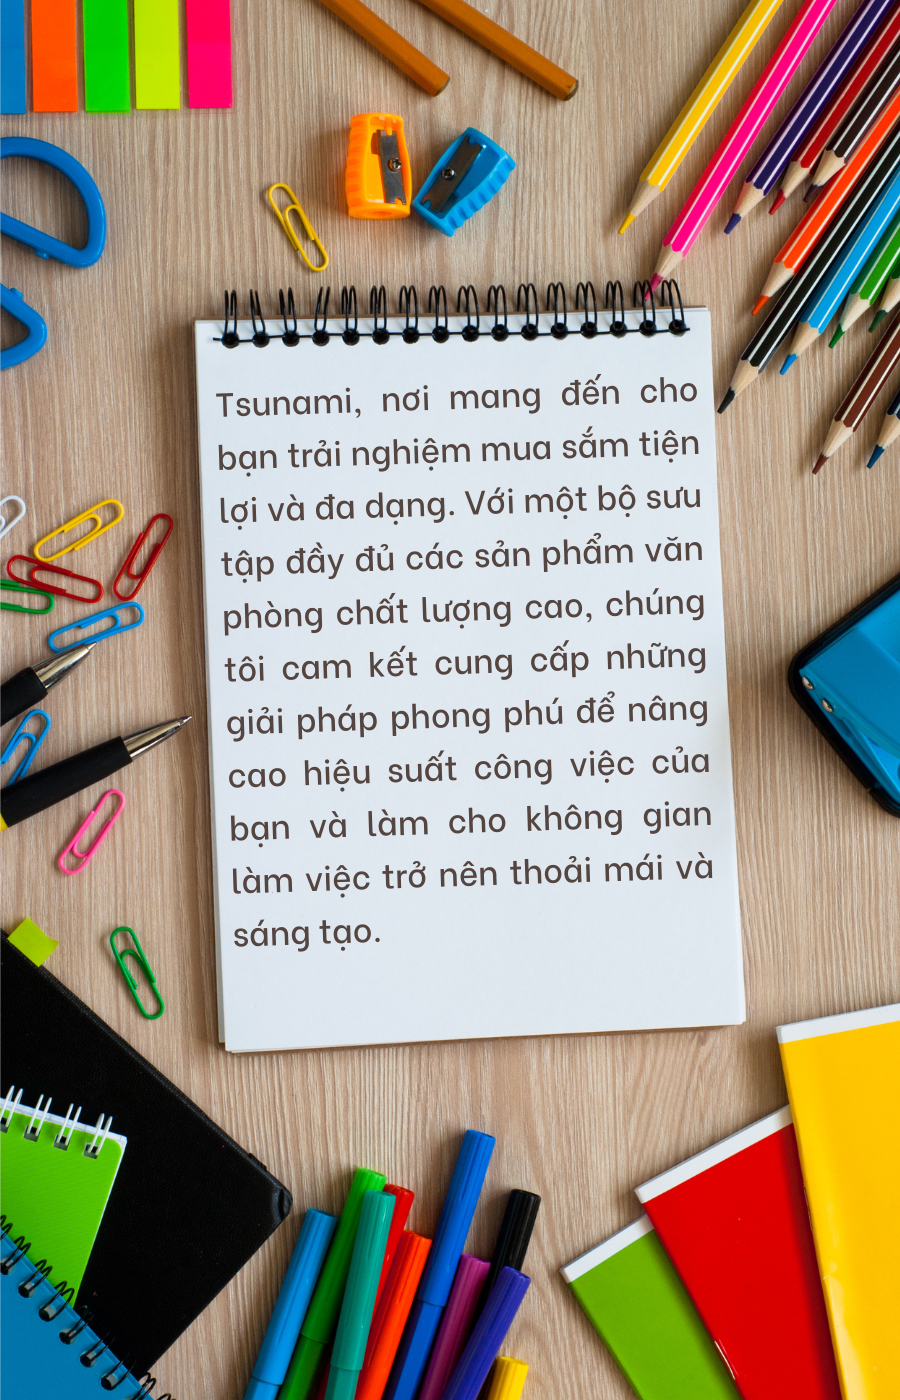 Tsunami, nơi mang đến cho
bạn trải nghiệm mua sắm tiện
lợi và đa dạng. Với một bộ sưu
tập đầy đủ các sản phẩm văn
phòng chất lượng cao, chúng
tôi cam kết cung cấp những
giải pháp phong phú để nâng
cao hiệu suất công việc của
bạn và làm cho không gian
làm việc trở nên thoải mái và
sáng tạo.